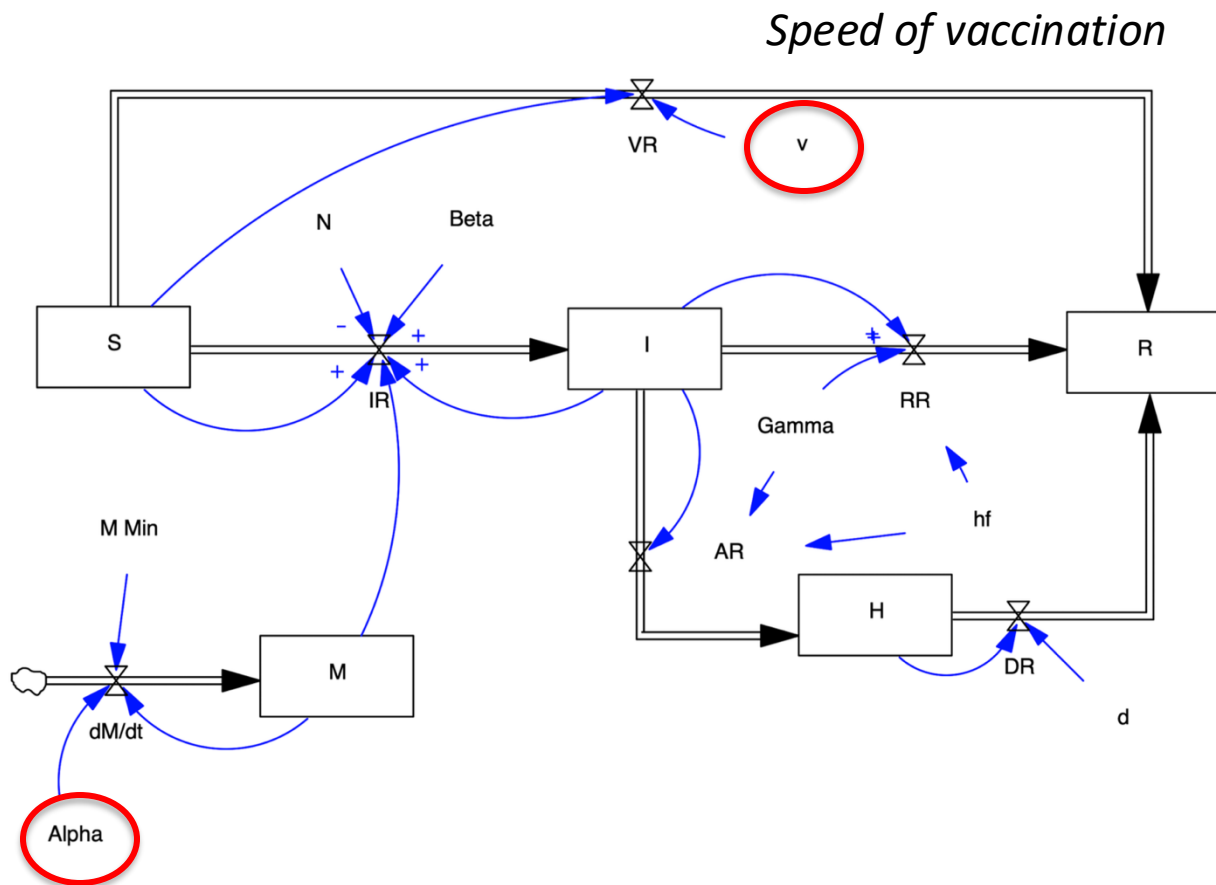 Speed of vaccination
VR
v
N
Beta
-
+
S
+
+
IR
I
+
+
RR
R
Gamma
M Min
AR
hf
H
M
DR
dM/dt
d
Alpha